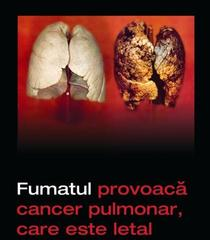 Fumatul provoacă
cancer pulmonar,
care este letal